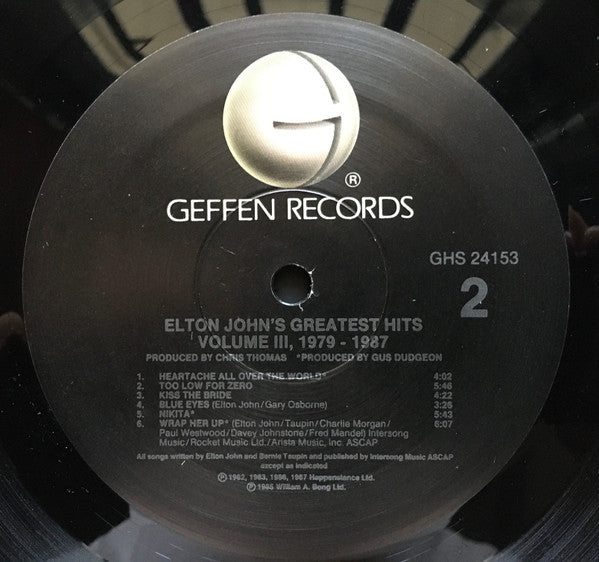 ®
GEFFEN RECORDS
GHS 24153
2
ELTON JOHN'S GREATEST HITS
VOLUME III, 1979 - 1987
PRODUCED BY CHRIS THOMAS *PRODUCED BY GUS DUDGEON
1. HEARTACHE ALL OVER THE WORLD* 4:02
2. TOO LOW FOR ZERO 5:46
3. KISS THE BRIDE 4:22
4. BLUE EYES (Elton John/Gary Osborne) 3:26
5. NIKITA* 5:43
6. WRAP HER UP* (Elton John/Taupin/Charlie Morgan/ 6:07
Paul Westwood/Davey Johnstone/Fred Mandel) Intersong
Music/Rocket Music Ltd./Arista Music Inc. ASCAP
All songs written by Elton John and Bernie Taupin and published by Intersong Music ASCAP
except as indicated
℗ 1982, 1983, 1986, 1987 Happenstance Ltd.
℗ 1985 William A. Bong Ltd.